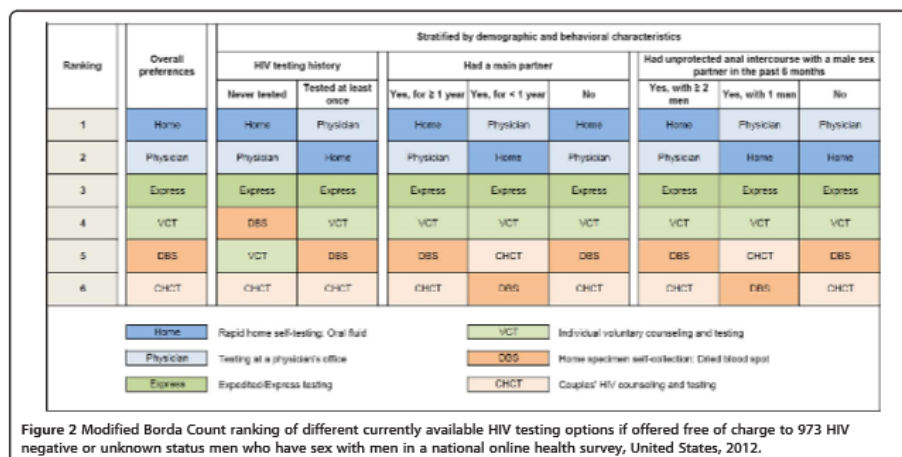 Stratified by demographic and behavioral characteristics
Ranking
Overall preferences
HIV testing history
Had a main partner
Had unprotected anal intercourse with a male sex
partner in the past 6 months
Never tested
Tested at least once
Yes, for ≥ 1 year
Yes, for < 1 year
No
Yes, with ≥ 2 men
Yes, with 1 man
No
1 Home Home Physician Home Physician Home Home Physician Physician
2 Physician Physician Home Physician Home Physician Physician Home Home
3 Express Express Express Express Express Express Express Express Express
4 VCT DBS VCT VCT VCT VCT VCT VCT VCT
5 DBS VCT DBS DBS CHCT DBS DBS CHCT DBS
6 CHCT CHCT CHCT CHCT DBS CHCT CHCT DBS CHCT
Home Rapid home self-testing: Oral fluid
VCT Individual voluntary counseling and testing
Physician Testing at a physician's office
DBS Home specimen self-collection: Dried blood spot
Express Expedited/Express testing
CHCT Couples' HIV counseling and testing
Figure 2 Modified Borda Count ranking of different currently available HIV testing options if offered free of charge to 973 HIV
negative or unknown status men who have sex with men in a national online health survey, United States, 2012.